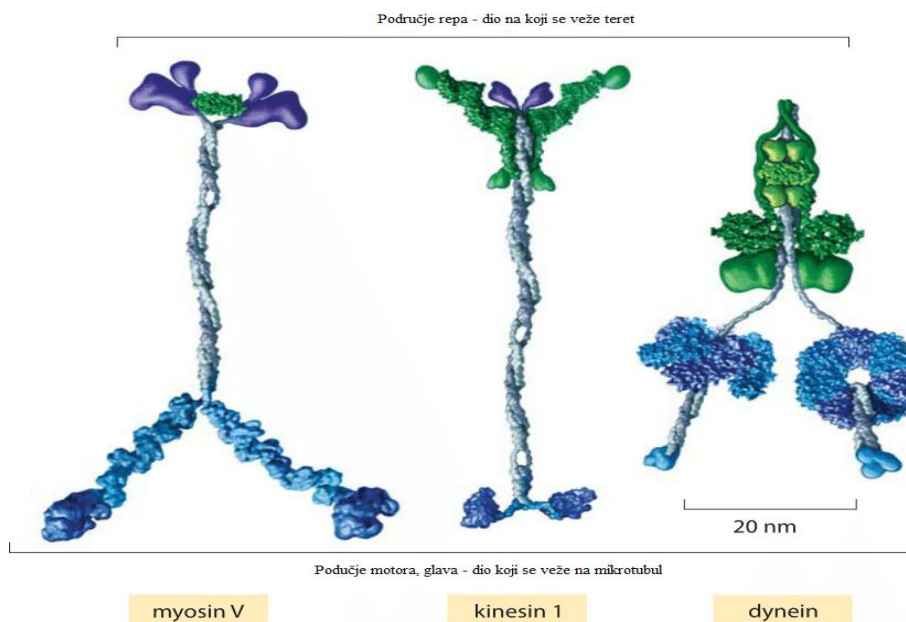 Područje repa - dio na koji se veže teret
20 nm
Podučje motora, glava - dio koji se veže na mikrotubul
myosin V
kinesin 1
dynein